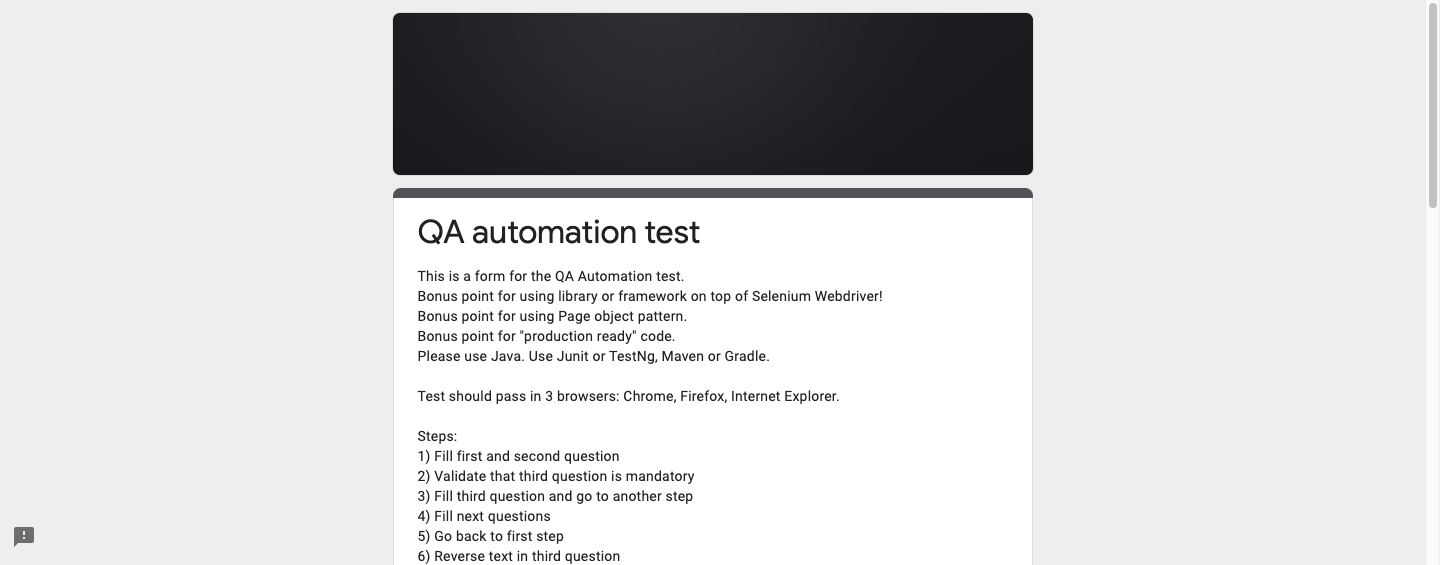 QA automation test
This is a form for the QA Automation test.
Bonus point for using library or framework on top of Selenium Webdriver!
Bonus point for using Page object pattern.
Bonus point for "production ready" code.
Please use Java. Use Junit or TestNg, Maven or Gradle.
Test should pass in 3 browsers: Chrome, Firefox, Internet Explorer.
Steps:
1) Fill first and second question
2) Validate that third question is mandatory
3) Fill third question and go to another step
4) Fill next questions
5) Go back to first step
6) Reverse text in third question